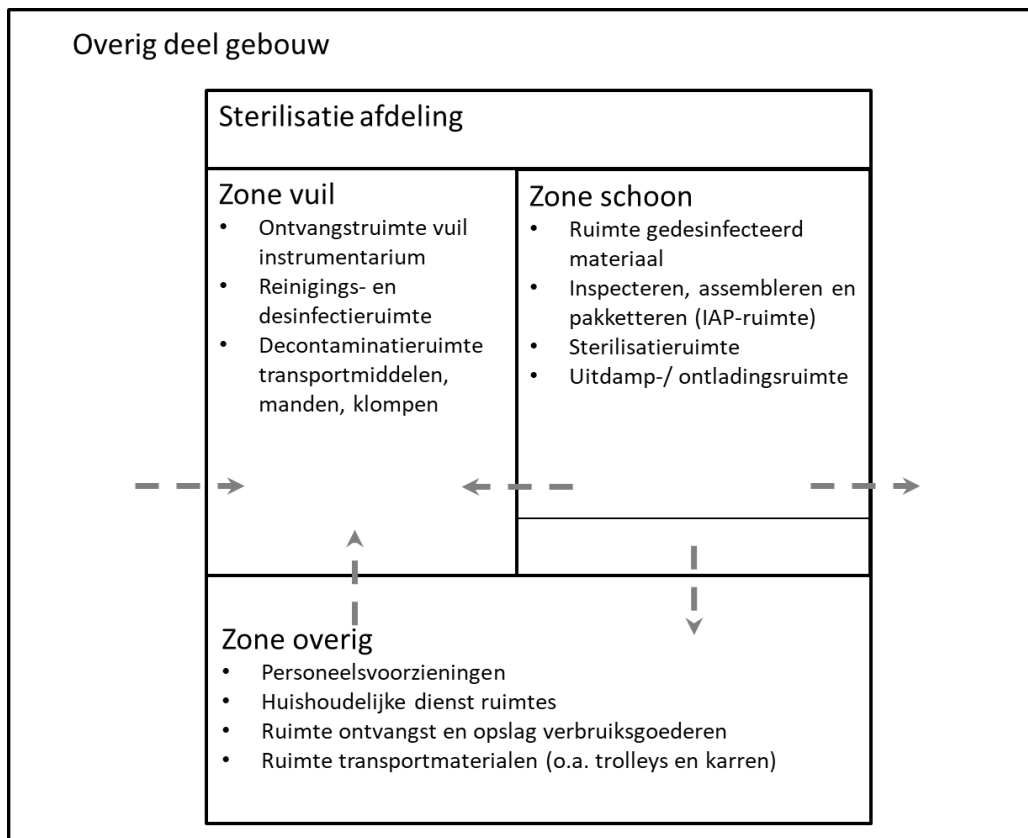 Overig deel gebouw
Sterilisatie afdeling
Zone vuil
• Ontvangstruimte vuil
instrumentarium
• Reinigings- en
desinfectieruimte
• Decontaminatieruimte
transportmiddelen,
manden, klompen
Zone schoon
• Ruimte gedesinfecteerd
materiaal
• Inspecteren, assembleren en
pakketteren (IAP-ruimte)
• Sterilisatieruimte
• Uitdamp-/ ontladingsruimte
Zone overig
• Personeelsvoorzieningen
• Huishoudelijke dienst ruimtes
• Ruimte ontvangst en opslag verbruiksgoederen
• Ruimte transportmaterialen (o.a. trolleys en karren)